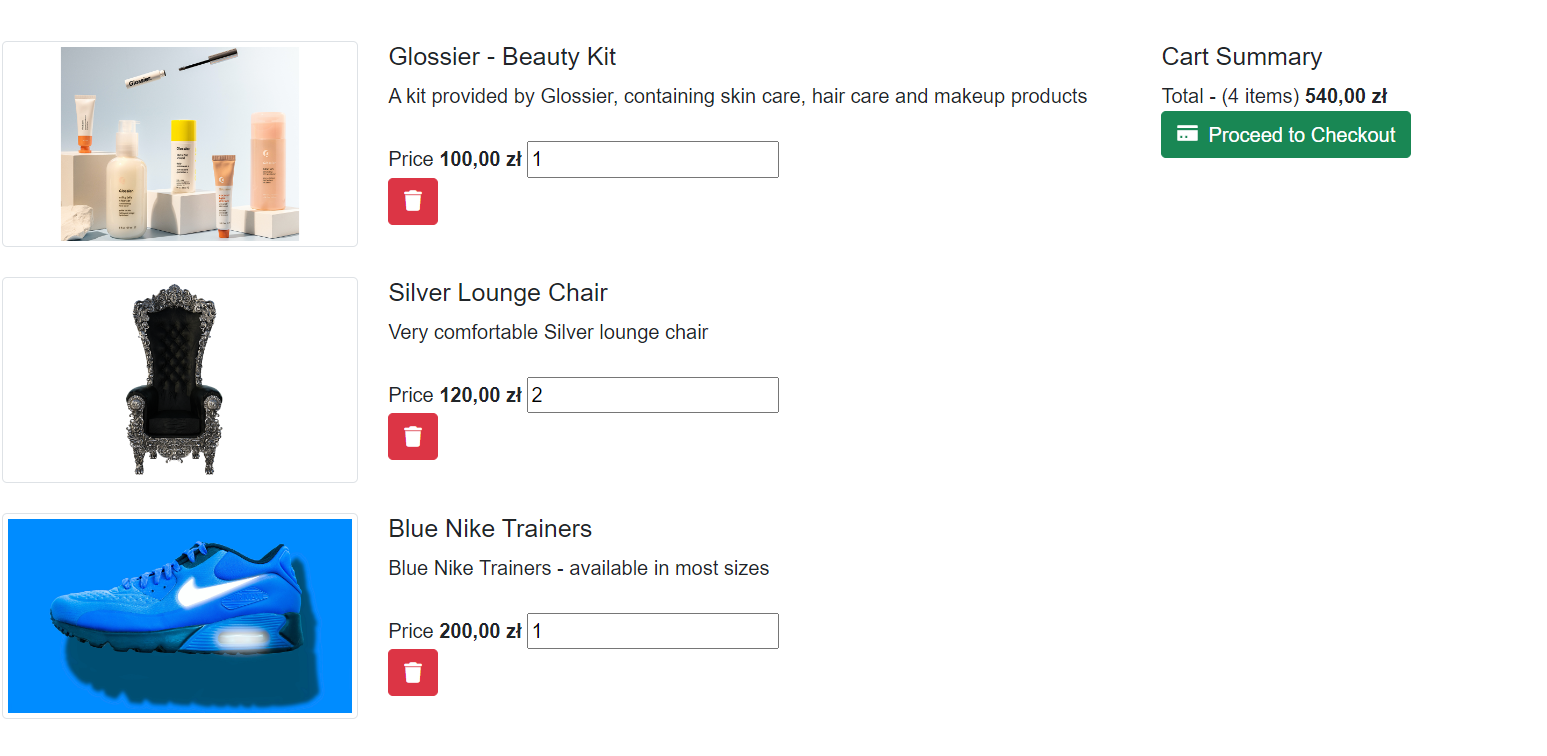 Glossier - Beauty Kit
A kit provided by Glossier, containing skin care, hair care and makeup products
Price 100,00 zł 1
Glossier.
Glossier.
Glossier.
Silver Lounge Chair
Very comfortable Silver lounge chair
Price 120,00 zł 2
Blue Nike Trainers
Blue Nike Trainers - available in most sizes
Price 200,00 zł 1
Cart Summary
Total - (4 items) 540,00 zł
Proceed to Checkout